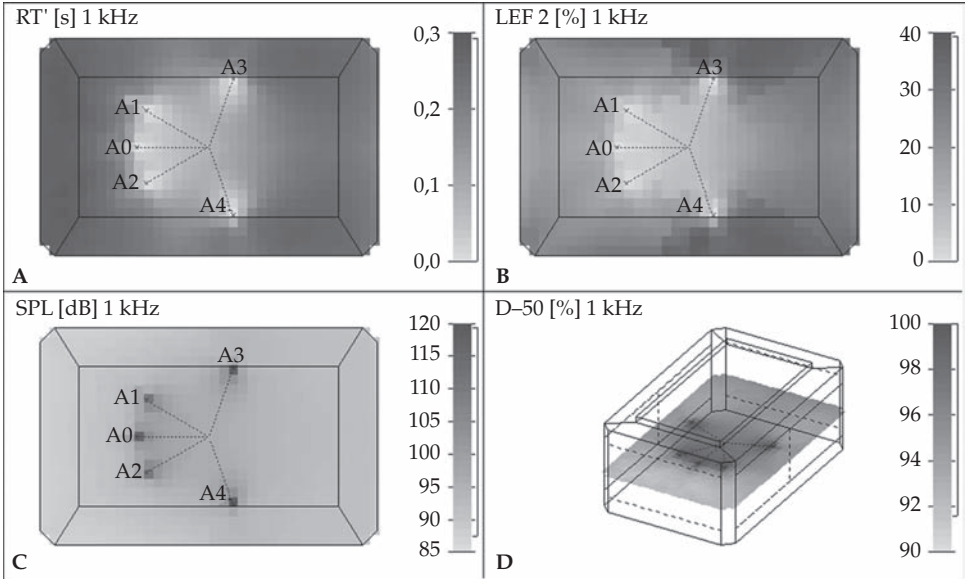 RT' [s] 1 kHz
0,3
0,2
0,1
0,0
A3
A1
A0
A2
A4
A
LEF 2 [%] 1 kHz
40
30
20
10
0
A3
A1
A0
A2
A4
B
SPL [dB] 1 kHz
120
115
110
105
100
95
90
85
A3
A1
A0
A2
A4
C
D–50 [%] 1 kHz
100
98
96
94
92
90
D